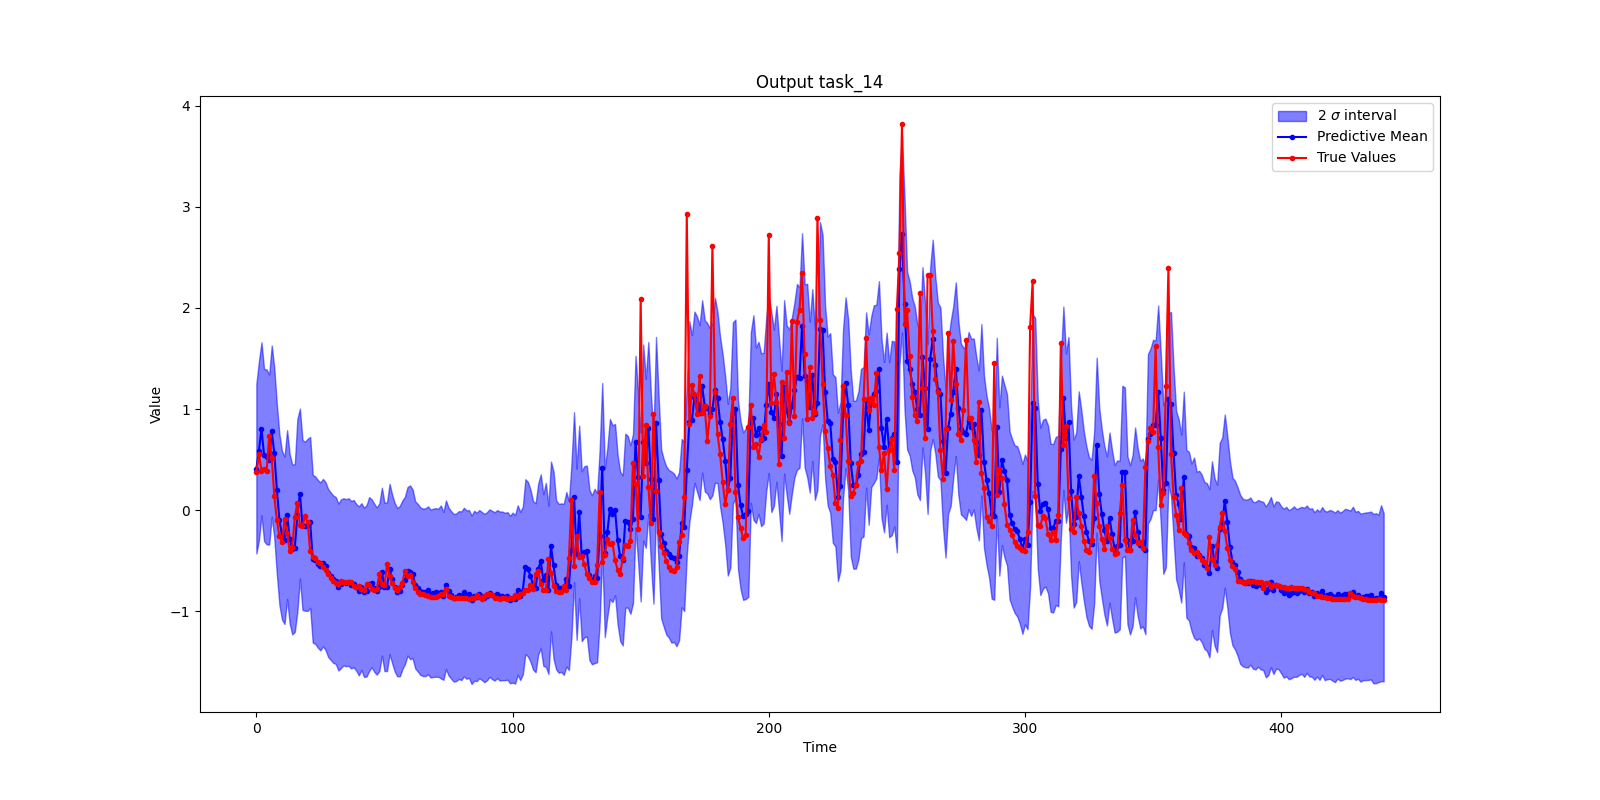 Output task_14
2 σ interval
Predictive Mean
True Values
Value
4
3
2
1
0
−1
0 100 200 300 400
Time